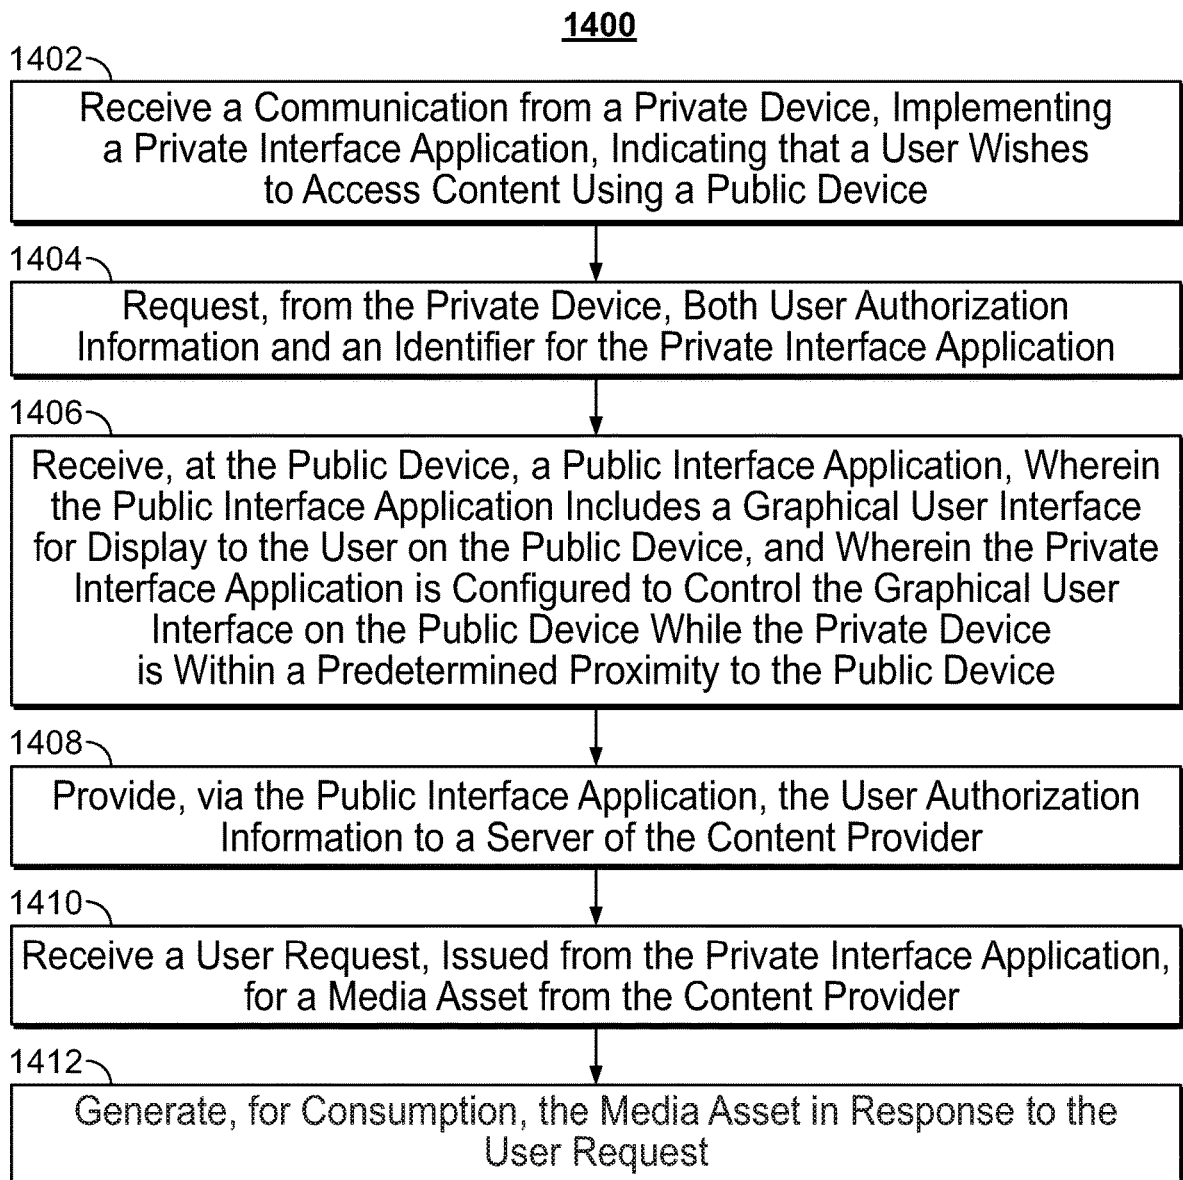 1400
1402
Receive a Communication from a Private Device, Implementing
a Private Interface Application, Indicating that a User Wishes
to Access Content Using a Public Device
1404
Request, from the Private Device, Both User Authorization
Information and an Identifier for the Private Interface Application
1406
Receive, at the Public Device, a Public Interface Application, Wherein
the Public Interface Application Includes a Graphical User Interface
for Display to the User on the Public Device, and Wherein the Private
Interface Application is Configured to Control the Graphical User
Interface on the Public Device While the Private Device
is Within a Predetermined Proximity to the Public Device
1408
Provide, via the Public Interface Application, the User Authorization
Information to a Server of the Content Provider
1410
Receive a User Request, Issued from the Private Interface Application,
for a Media Asset from the Content Provider
1412
Generate, for Consumption, the Media Asset in Response to the
User Request